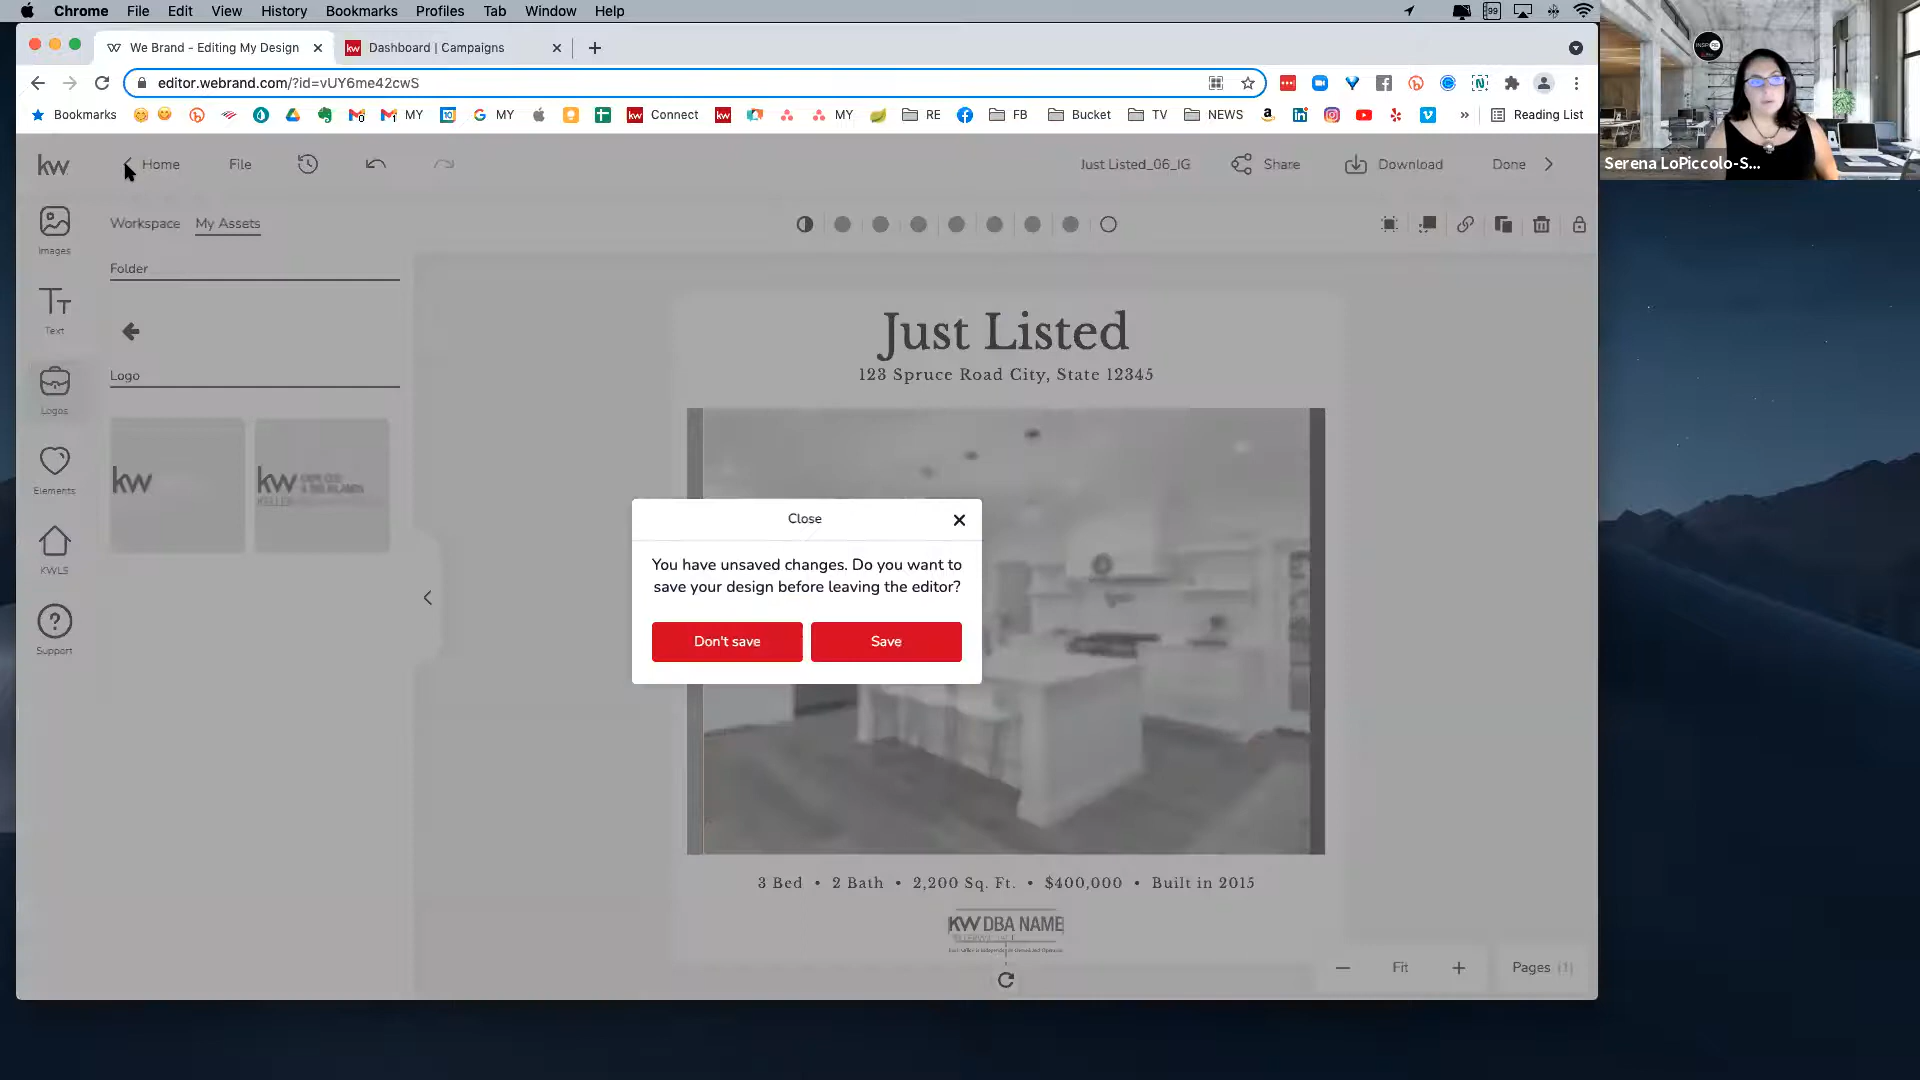 Chrome File Edit View History Bookmarks Profiles Tab Window Help
We Brand - Editing My Design
Dashboard | Campaigns
editor.webrand.com/?id=vUY6me42cwS
Bookmarks MY MY Connect MY RE FB Bucket TV NEWS Reading List
kw Home File Just Listed_06_IG Share Download Done
Workspace My Assets
Images
Folder
Text
Logo
Logos
kw
kw
Elements
KWLS
Support
Just Listed
123 Spruce Road City, State 12345
Close
You have unsaved changes. Do you want to
save your design before leaving the editor?
Don't save Save
3 Bed • 2 Bath • 2,200 Sq. Ft. • $400,000 • Built in 2015
KW DBA NAME
Fit
Pages (1)
INSPIRE
Serena LoPiccolo-S...